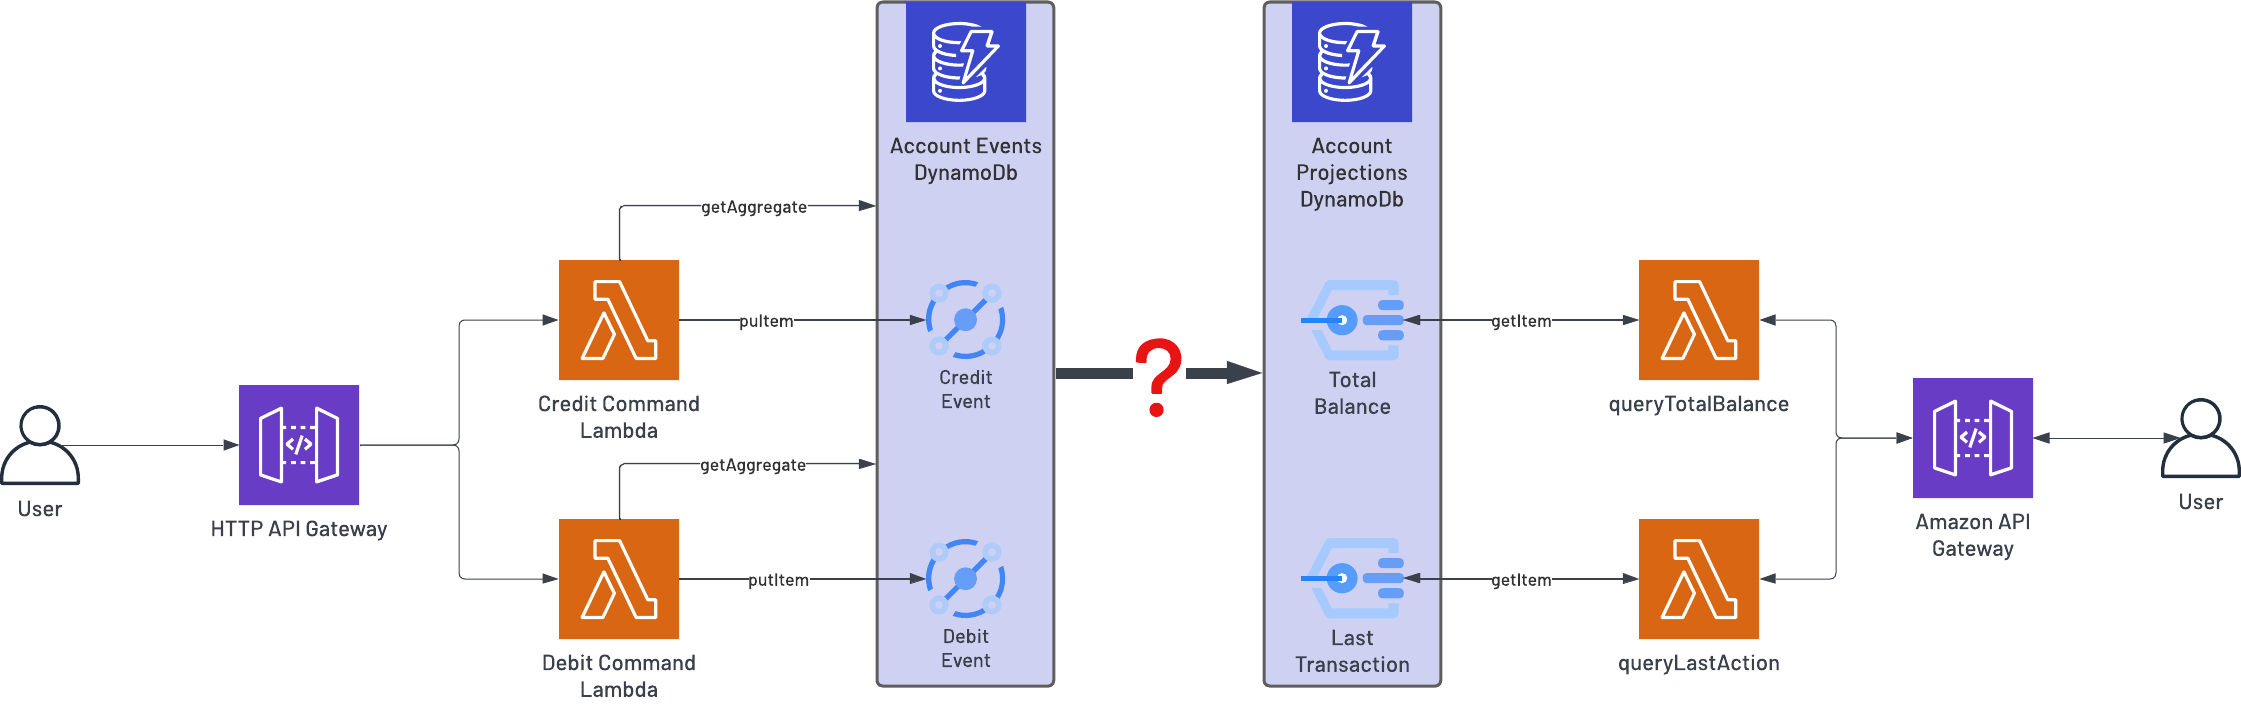 User
HTTP API Gateway
getAggregate
puItem
Credit Command
Lambda
getAggregate
putItem
Debit Command
Lambda
Account Events
DynamoDb
Credit
Event
Debit
Event
?
Account
Projections
DynamoDb
Total
Balance
Last
Transaction
getItem
queryTotalBalance
getItem
queryLastAction
</>
Amazon API
Gateway
User